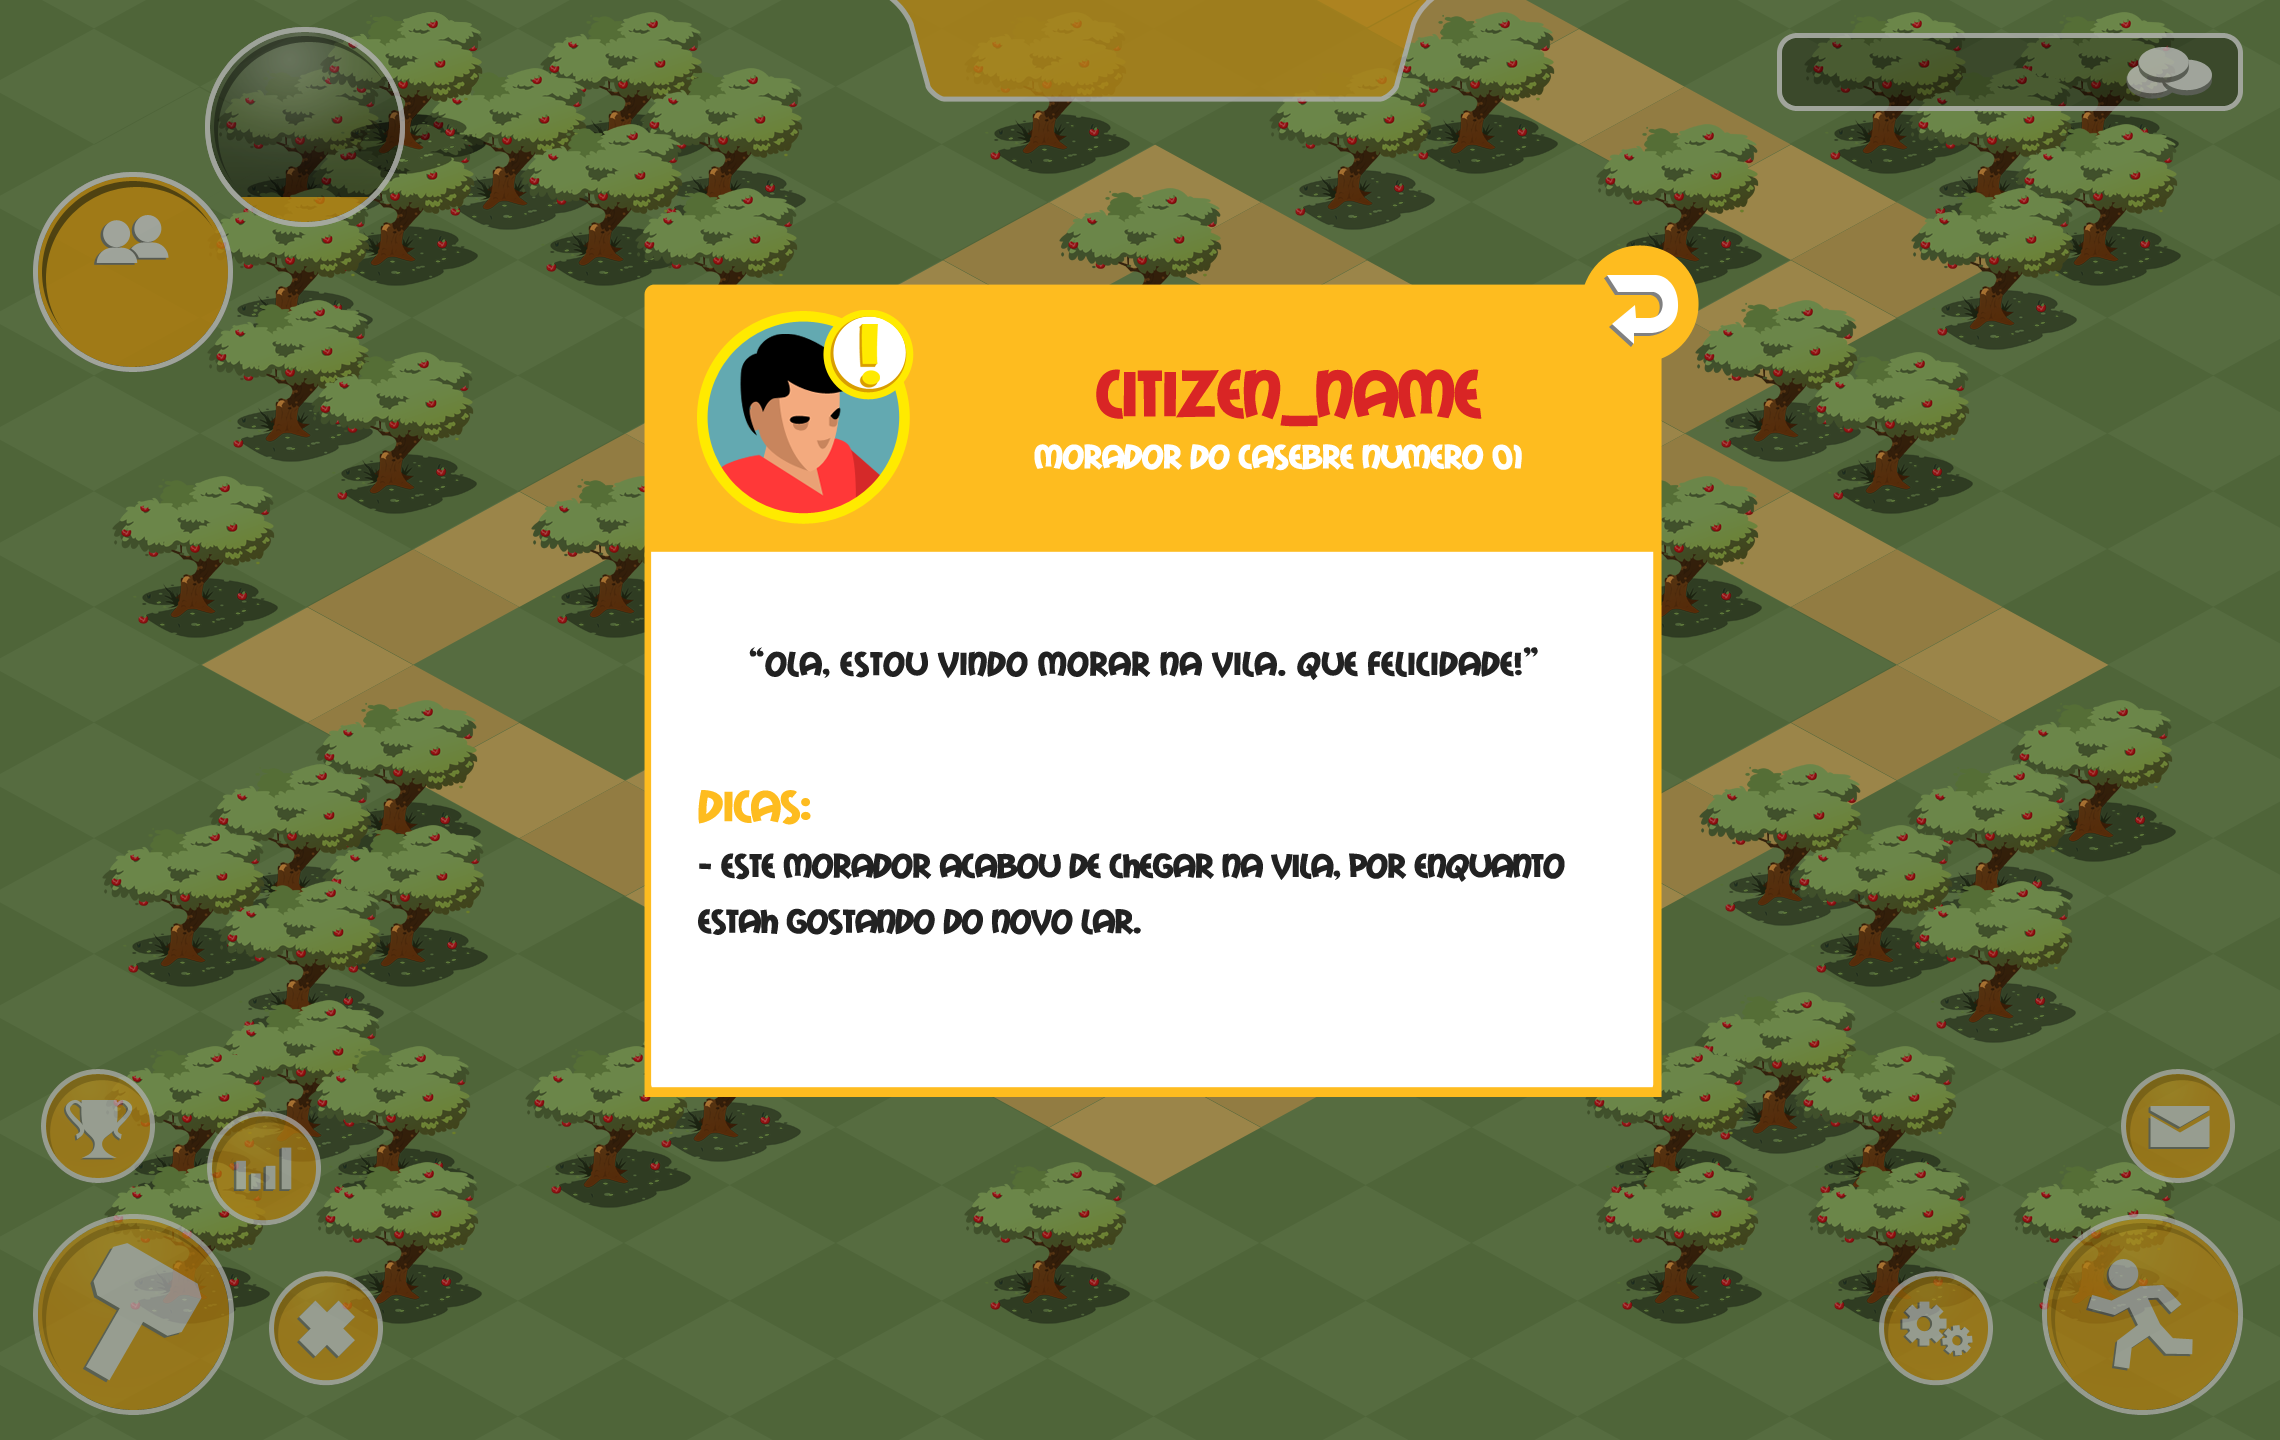 CITIZEN_NAME
MORADOR DO CASEBRE NUMERO 01
“OLA, ESTOU VINDO MORAR NA VILA. QUE FELICIDADE!”
DICAS:
- ESTE MORADOR ACABOU DE CHEGAR NA VILA, POR ENQUANTO
ESTAH GOSTANDO DO NOVO LAR.